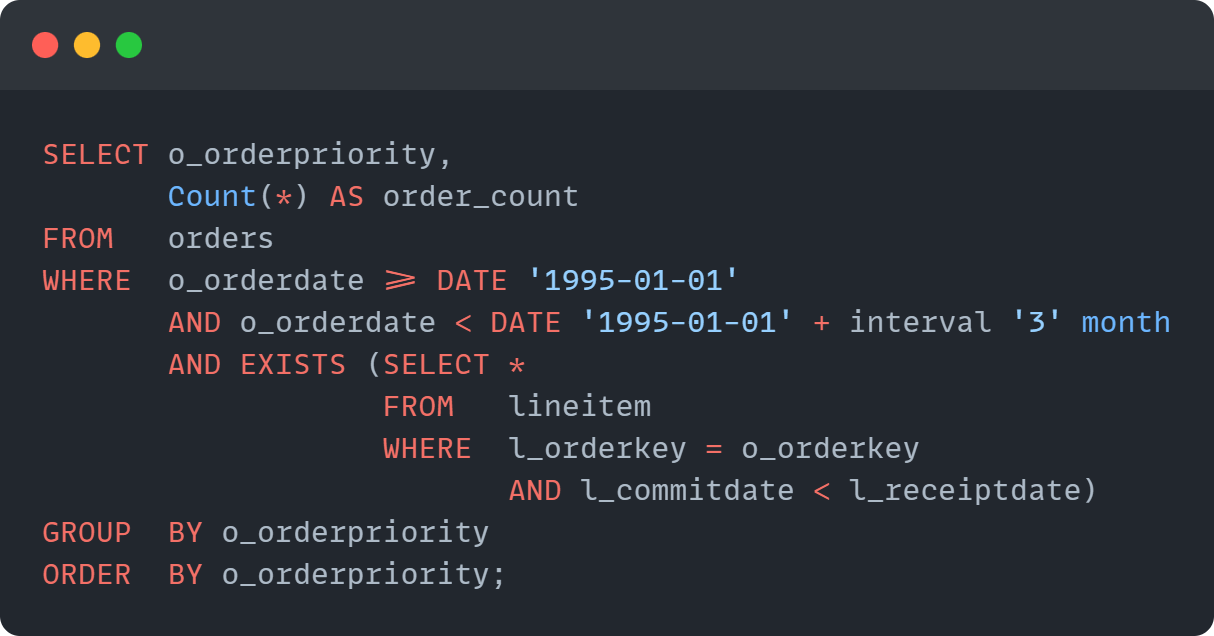 SELECT o_orderpriority,
       Count(*) AS order_count
FROM   orders
WHERE  o_orderdate >= DATE '1995-01-01'
       AND o_orderdate < DATE '1995-01-01' + interval '3' month
       AND EXISTS (SELECT *
                   FROM   lineitem
                   WHERE  l_orderkey = o_orderkey
                          AND l_commitdate < l_receiptdate)
GROUP  BY o_orderpriority
ORDER  BY o_orderpriority;